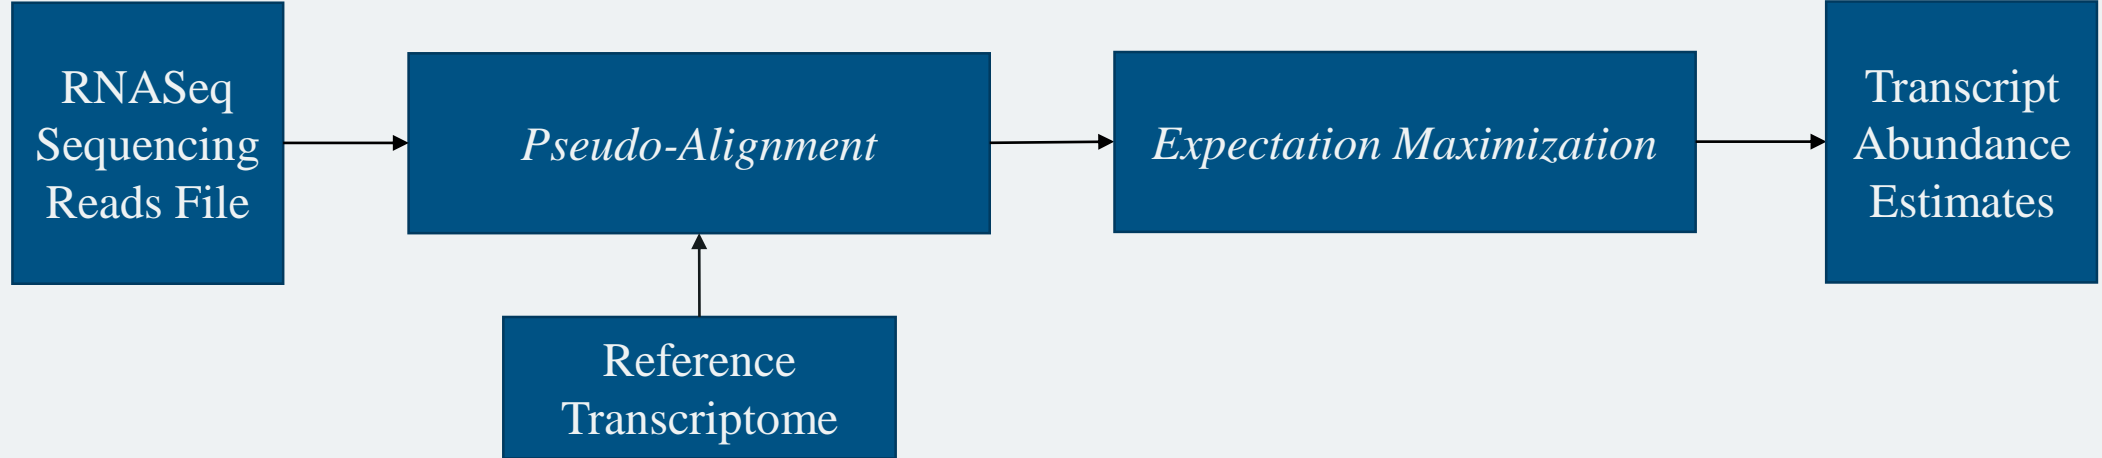 RNASeq
Sequencing
Reads File
Pseudo-Alignment
Expectation Maximization
Transcript
Abundance
Estimates
Reference
Transcriptome